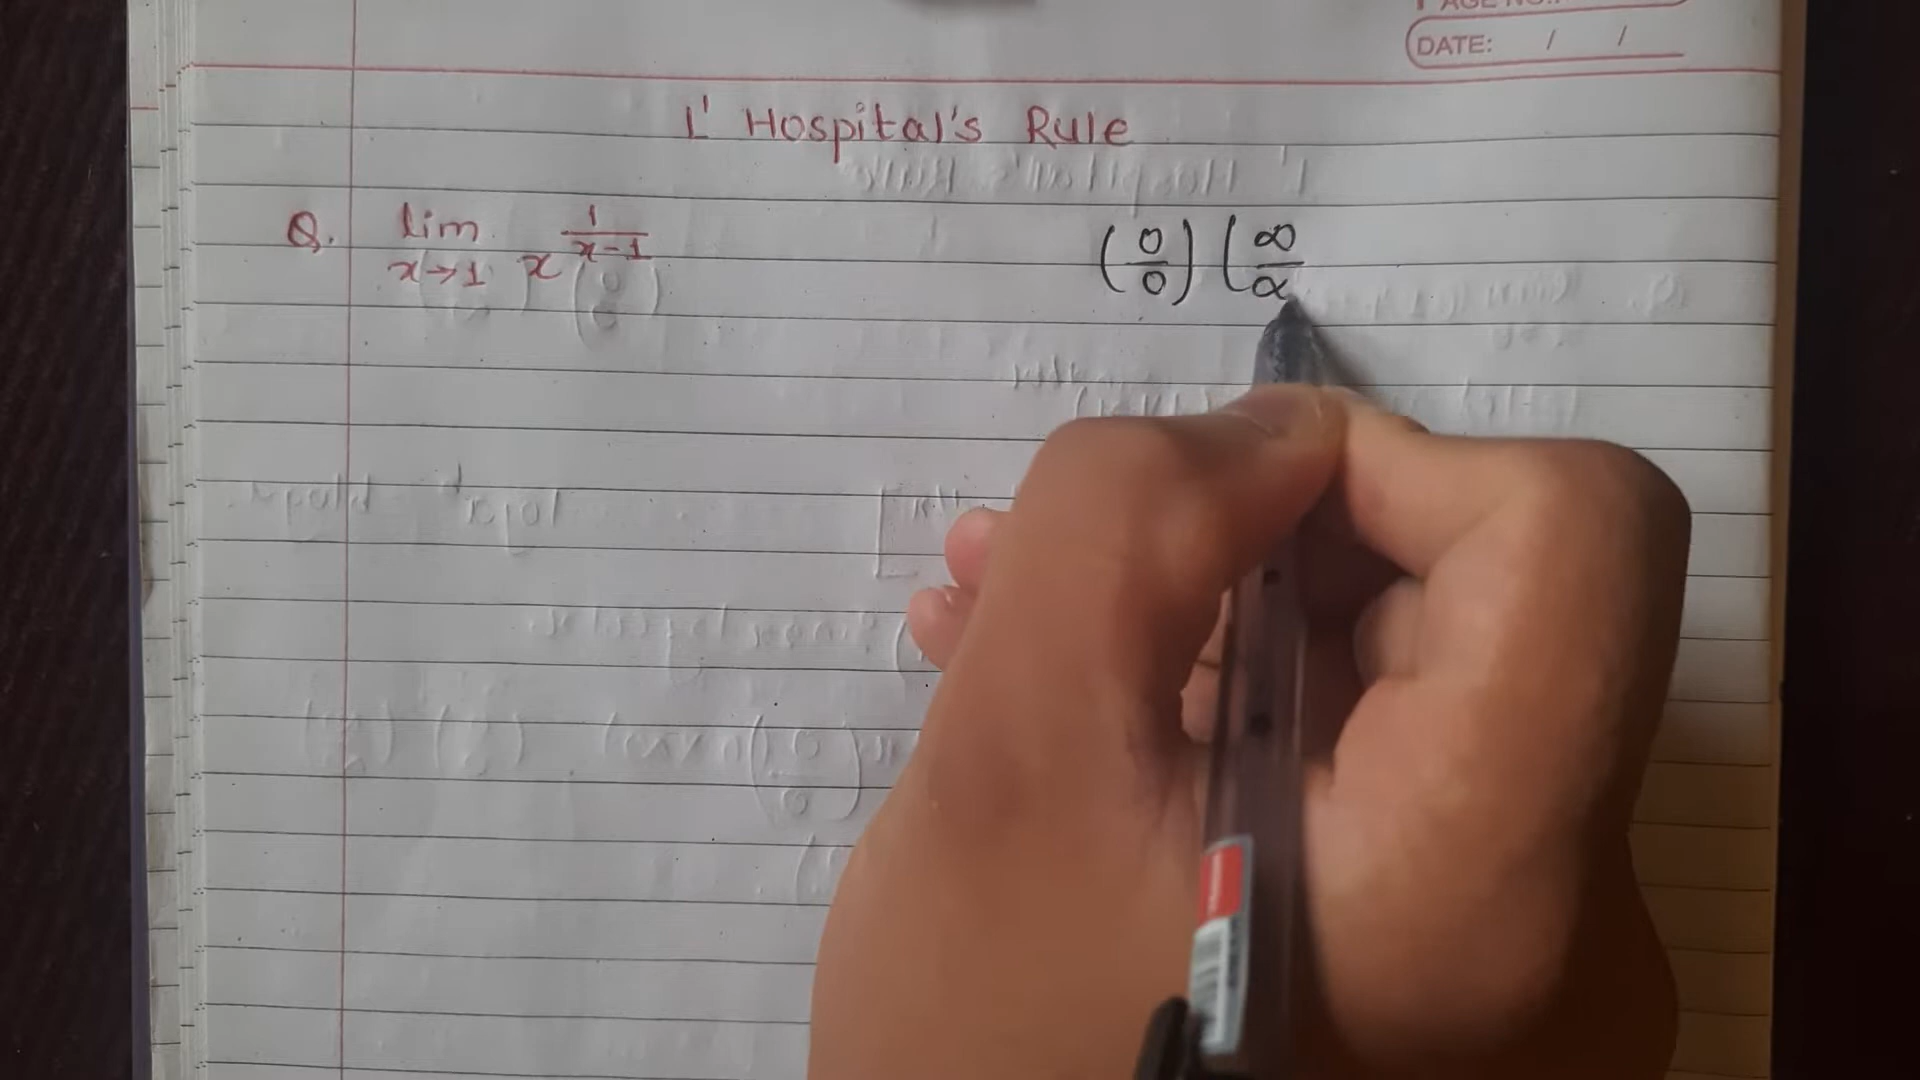 DATE: / /
L' Hospital's Rule
Q. lim x→1 x^(1/(x-1)) (0/0) (∞/∝